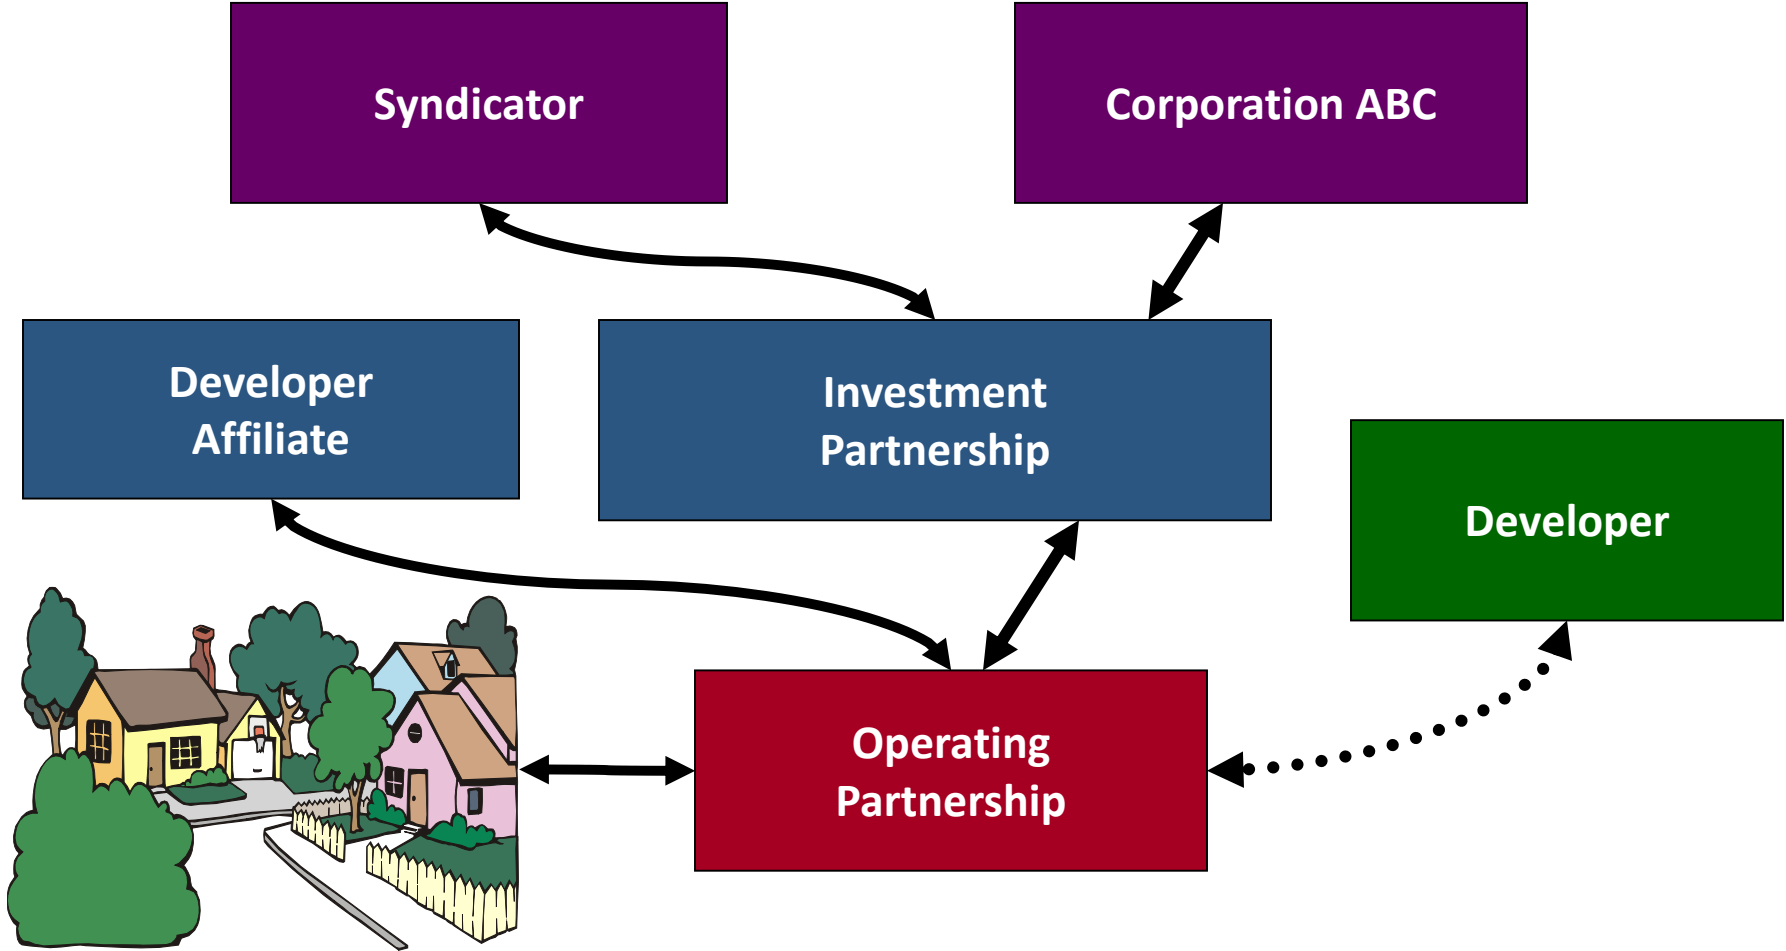 Syndicator
Corporation ABC
Developer
Affiliate
Investment
Partnership
Developer
Operating
Partnership